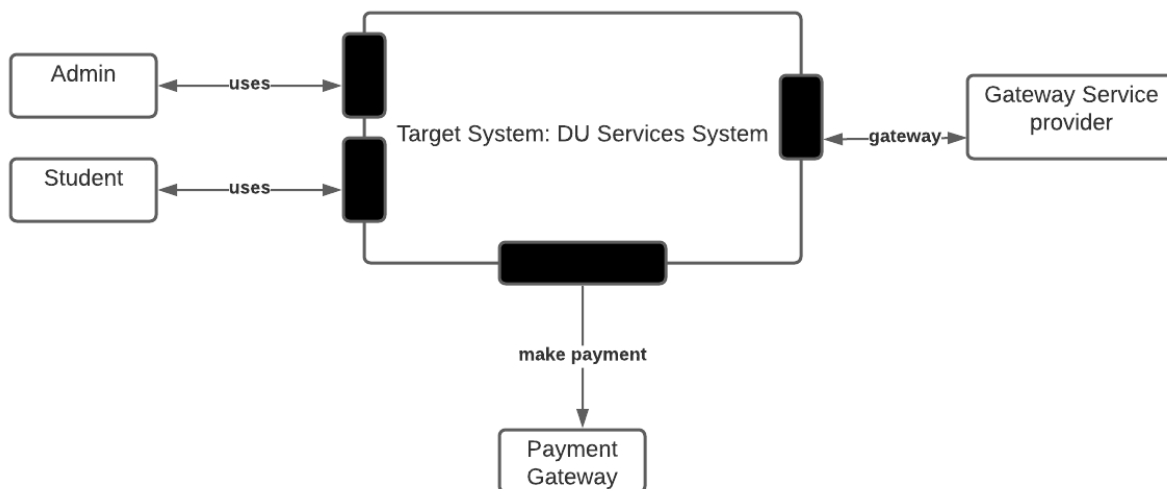 Admin
uses
Target System: DU Services System
Student
uses
gateway
Gateway Service
provider
make payment
Payment
Gateway